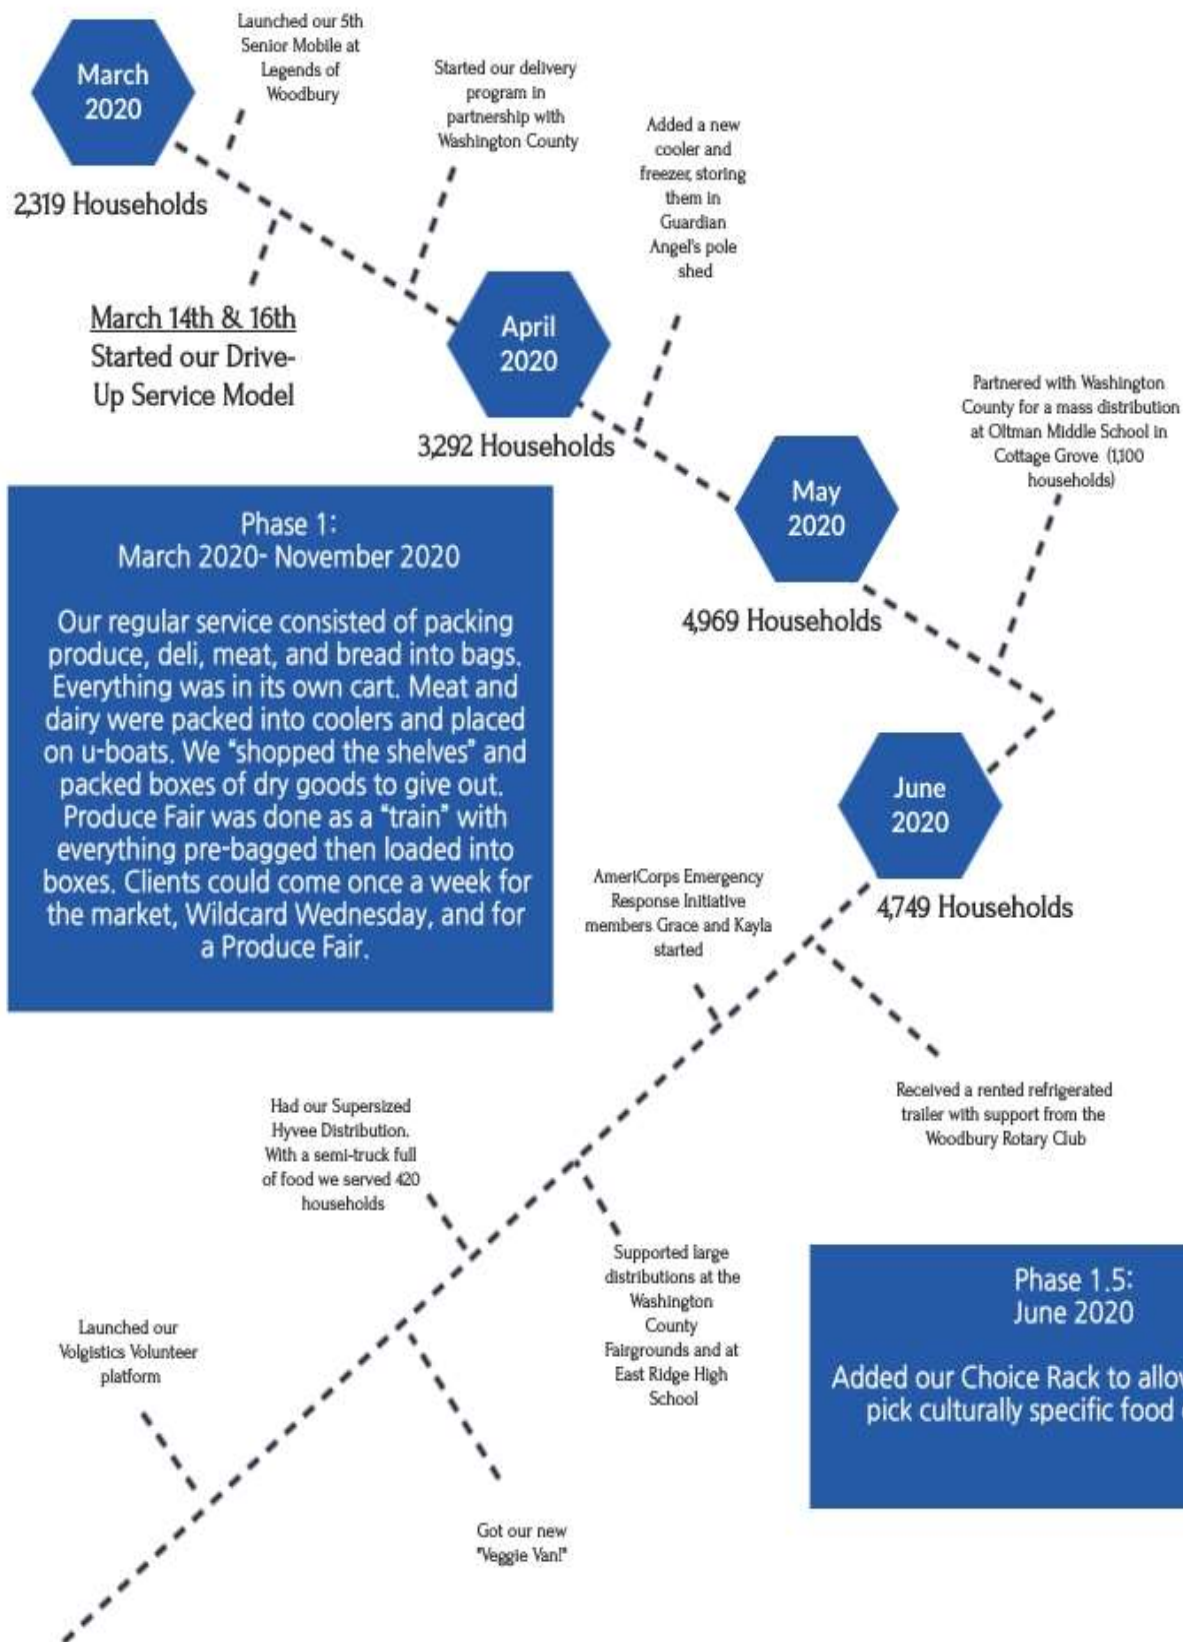 March
2020
2,319 Households
Launched our 5th
Senior Mobile at
Legends of
Woodbury
March 14th & 16th
Started our Drive-
Up Service Model
Started our delivery
program in
partnership with
Washington County
April
2020
3,292 Households
Added a new
cooler and
freezer, storing
them in
Guardian
Angel's pole
shed
May
2020
4,969 Households
Partnered with Washington
County for a mass distribution
at Oltman Middle School in
Cottage Grove (1,100
households)
Phase 1:
March 2020- November 2020
Our regular service consisted of packing
produce, deli, meat, and bread into bags.
Everything was in its own cart. Meat and
dairy were packed into coolers and placed
on u-boats. We "shopped the shelves" and
packed boxes of dry goods to give out.
Produce Fair was done as a "train" with
everything pre-bagged then loaded into
boxes. Clients could come once a week for
the market, Wildcard Wednesday, and for
a Produce Fair.
June
2020
4,749 Households
Received a rented refrigerated
trailer with support from the
Woodbury Rotary Club
AmeriCorps Emergency
Response Initiative
members Grace and Kayla
started
Supported large
distributions at the
Washington
County
Fairgrounds and at
East Ridge High
School
Had our Supersized
Hyvee Distribution.
With a semi-truck full
of food we served 420
households
Got our new
"Veggie Van!"
Launched our
Volgistics Volunteer
platform
Phase 1.5:
June 2020
Added our Choice Rack to
pick culturally specific food